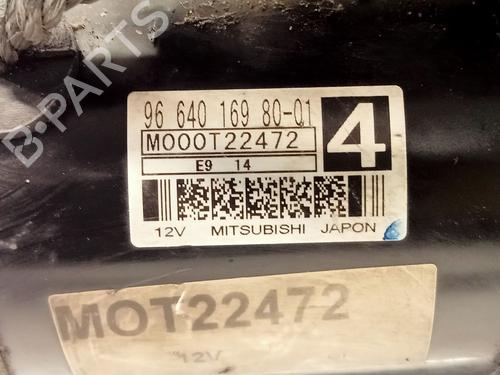 B-PARTS
96 640 169 80-01
M000T22472
4
E9 14
12V MITSUBISHI JAPON
MOT22472
12V